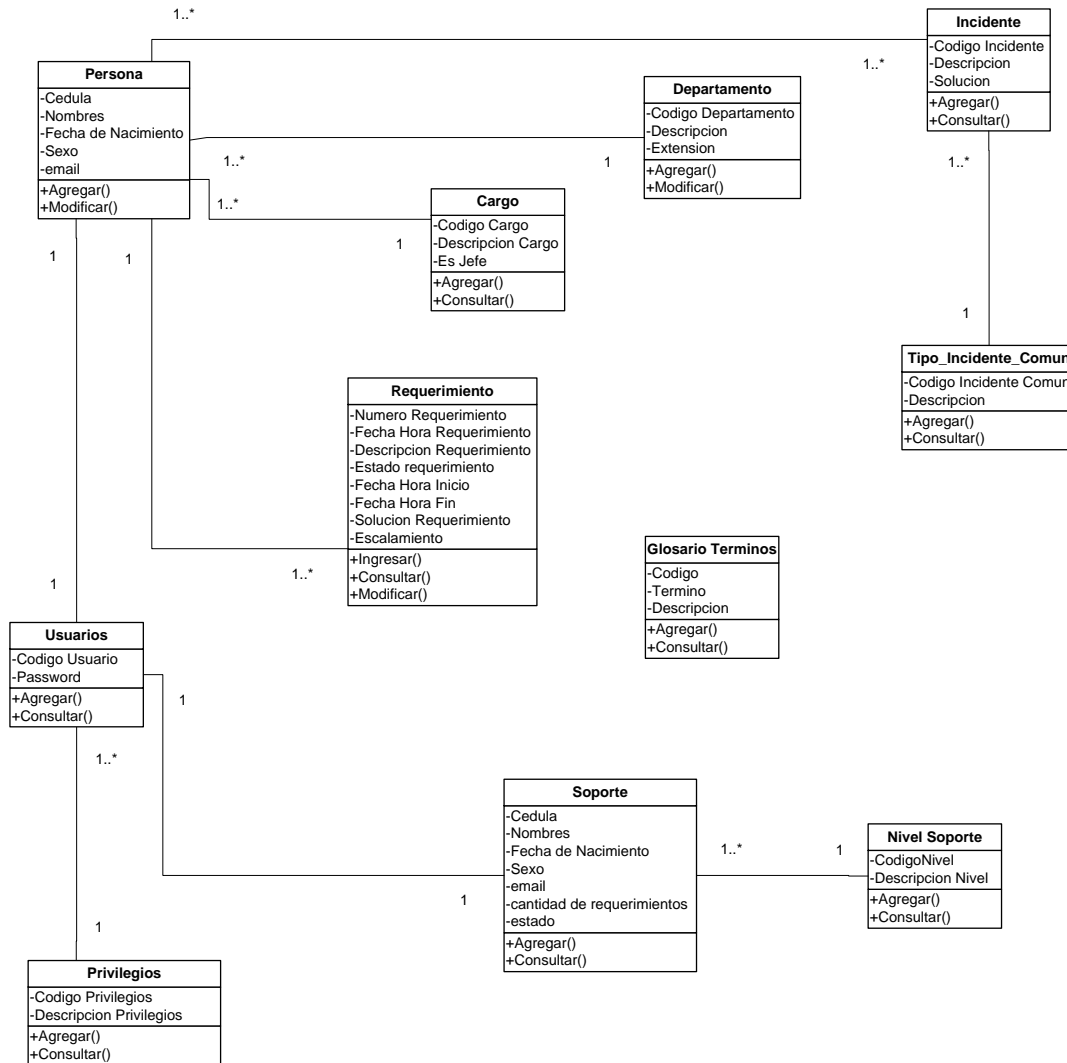 1..*
Incidente
-Codigo Incidente
-Descripcion
-Solucion
+Agregar()
+Consultar()
1..*
1..*
Persona
-Cedula
-Nombres
-Fecha de Nacimiento
-Sexo
-email
+Agregar()
+Modificar()
Departamento
-Codigo Departamento
-Descripcion
-Extension
+Agregar()
+Modificar()
1..*
1
1..*
Cargo
-Codigo Cargo
-Descripcion Cargo
-Es Jefe
+Agregar()
+Consultar()
1
1
1
1
Tipo_Incidente_Comun
-Codigo Incidente Comun
-Descripcion
+Agregar()
+Consultar()
Requerimiento
-Numero Requerimiento
-Fecha Hora Requerimiento
-Descripcion Requerimiento
-Estado requerimiento
-Fecha Hora Inicio
-Fecha Hora Fin
-Solucion Requerimiento
-Escalamiento
+Ingresar()
+Consultar()
+Modificar()
1..*
Glosario Terminos
-Codigo
-Termino
-Descripcion
+Agregar()
+Consultar()
1
Usuarios
-Codigo Usuario
-Password
+Agregar()
+Consultar()
1
1..*
Soporte
-Cedula
-Nombres
-Fecha de Nacimiento
-Sexo
-email
-cantidad de requerimientos
-estado
+Agregar()
+Consultar()
1
1..*
1
Nivel Soporte
-CodigoNivel
-Descripcion Nivel
+Agregar()
+Consultar()
1
Privilegios
-Codigo Privilegios
-Descripcion Privilegios
+Agregar()
+Consultar()